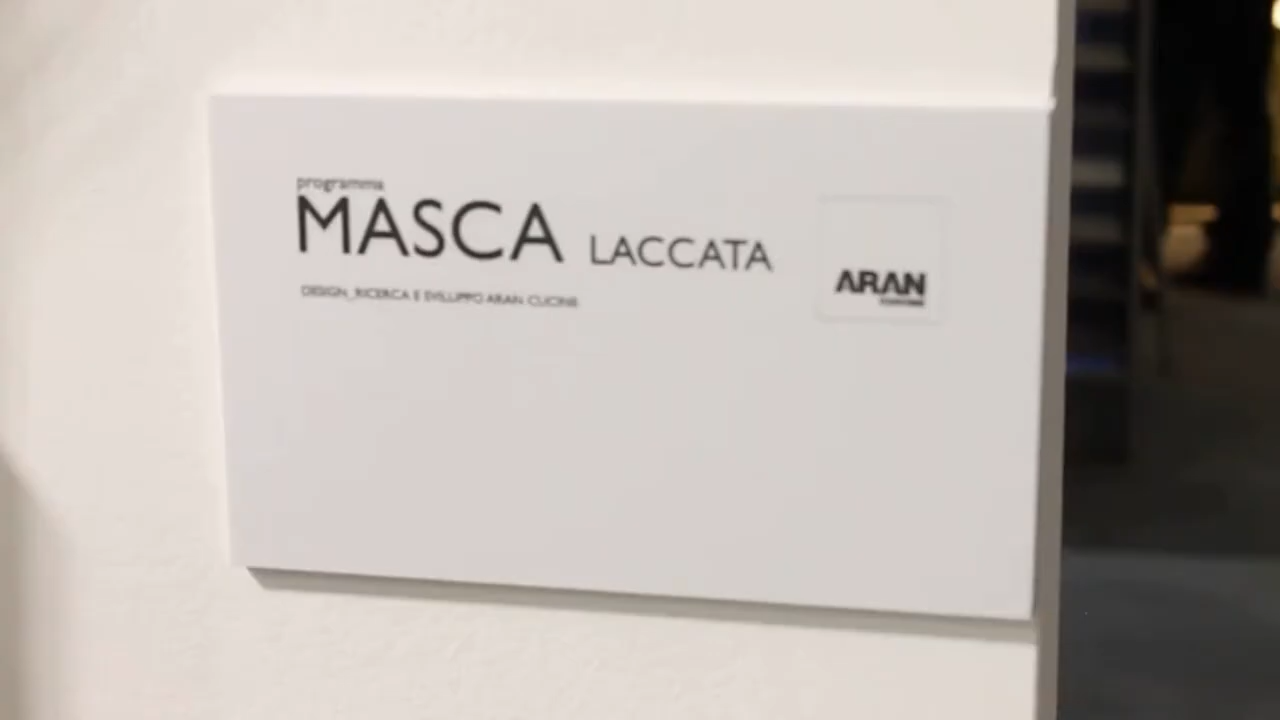 programma
MASCA LACCATA
DESIGN_RICERCA E SVILUPPO ARAN CUCINE
ARAN